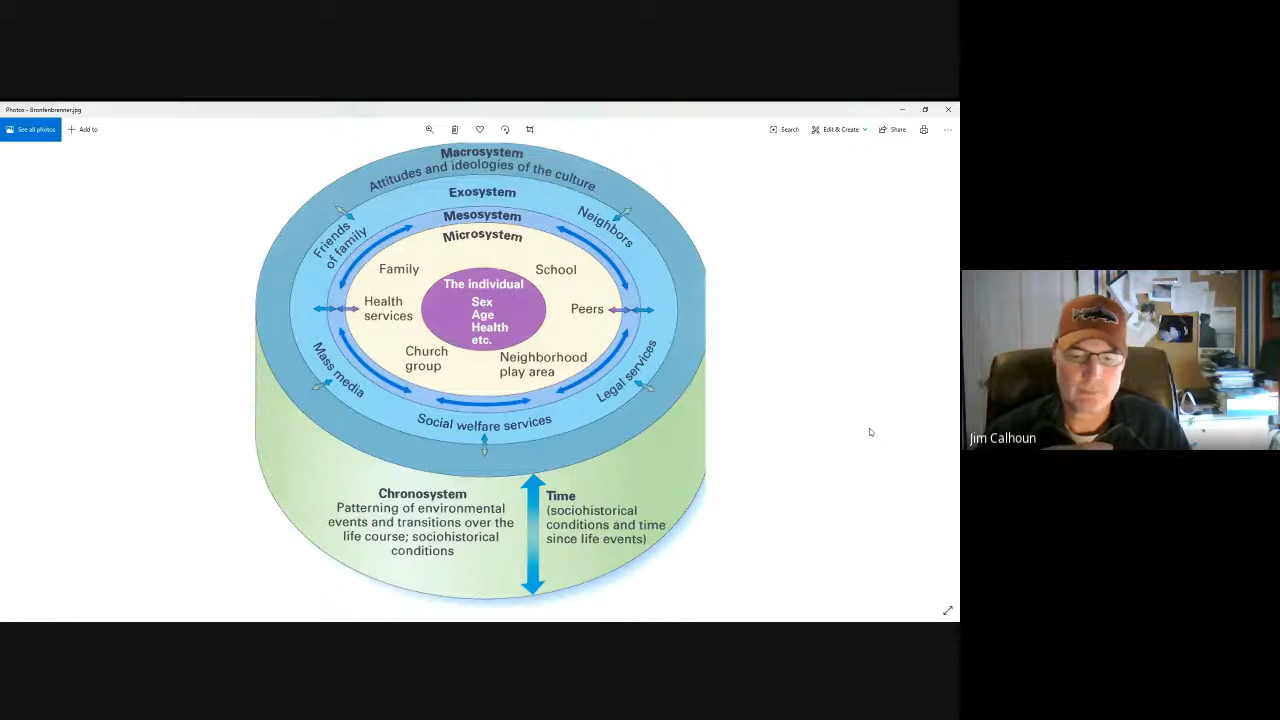 Photos - Bronfenbrenner.jpg
See all photos
Add to
Search
Edit & Create
Share
Macrosystem
Attitudes and ideologies of the culture
Exosystem
Mesosystem
Microsystem
Friends
of family
Neighbors
Family
School
The individual
Sex
Age
Health
etc.
Health
services
Peers
Church
group
Neighborhood
play area
Mass media
Legal services
Social welfare services
Chronosystem
Patterning of environmental
events and transitions over the
life course; sociohistorical
conditions
Time
(sociohistorical
conditions and time
since life events)
Jim Calhoun